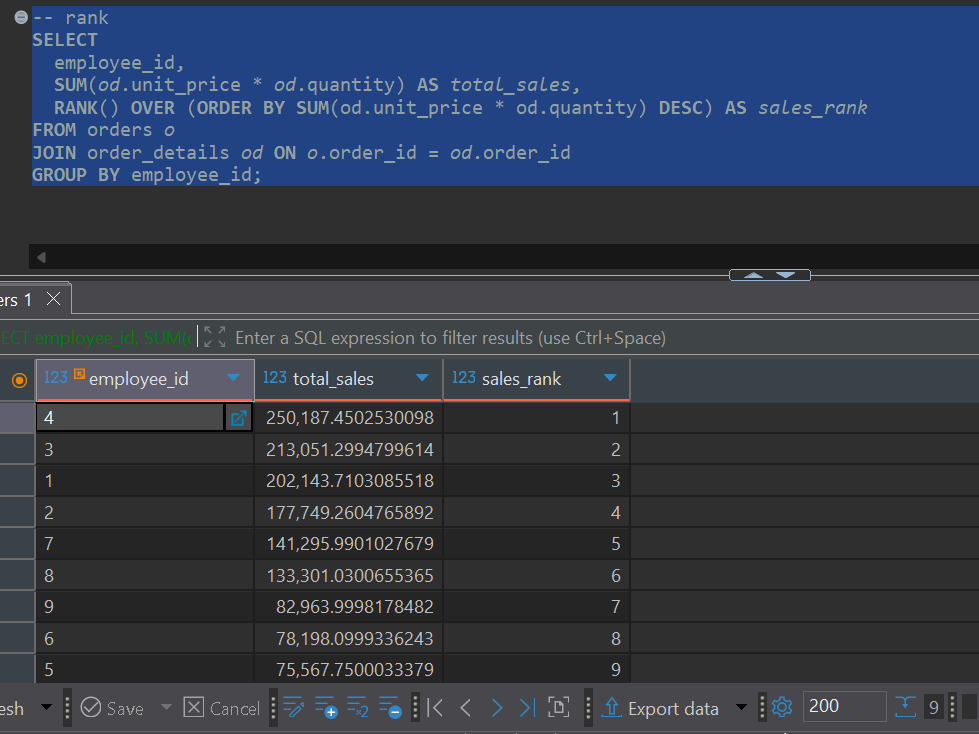 -- rank
SELECT
employee_id,
SUM(od.unit_price * od.quantity) AS total_sales,
RANK() OVER (ORDER BY SUM(od.unit_price * od.quantity) DESC) AS sales_rank
FROM orders o
JOIN order_details od ON o.order_id = od.order_id
GROUP BY employee_id;
ers 1
ECT employee_id, SUM(o Enter a SQL expression to filter results (use Ctrl+Space)
123 employee_id 123 total_sales 123 sales_rank
4 250,187.4502530098 1
3 213,051.2994799614 2
1 202,143.7103085518 3
2 177,749.2604765892 4
7 141,295.9901027679 5
8 133,301.0300655365 6
9 82,963.9998178482 7
6 78,198.0999336243 8
5 75,567.7500033379 9
esh Save Cancel Export data 200 9